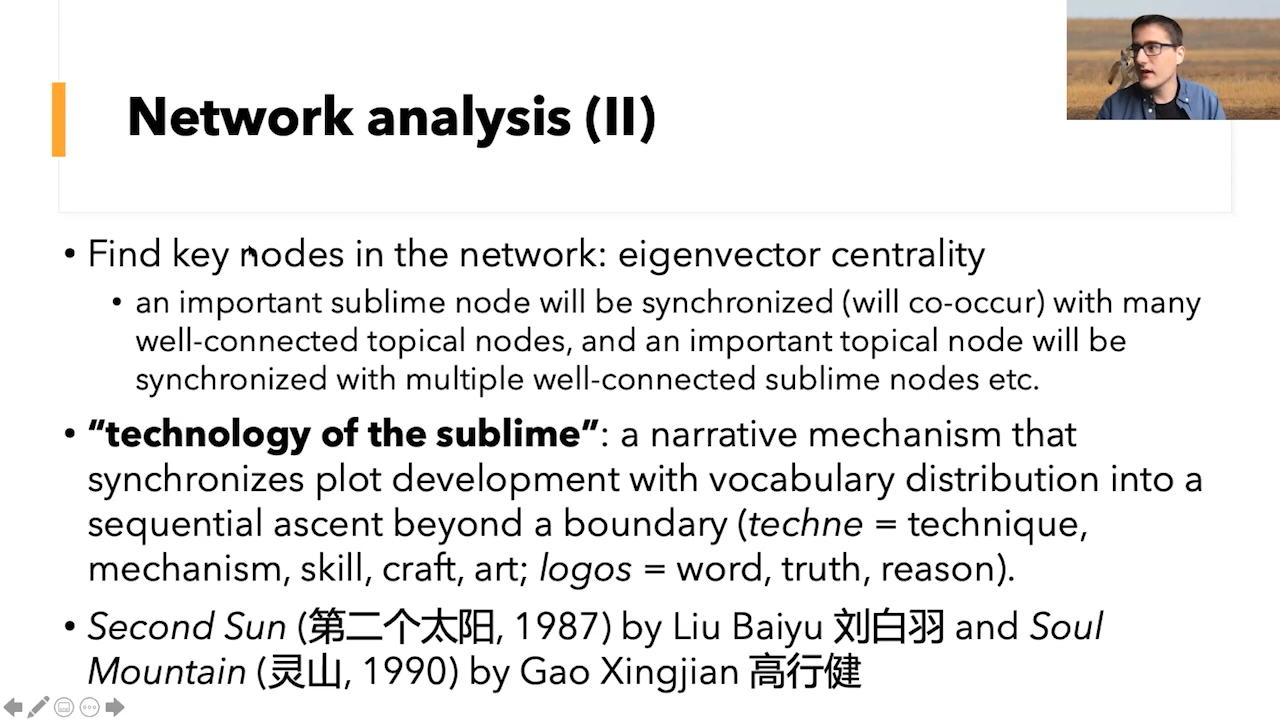 Network analysis (II)
• Find key nodes in the network: eigenvector centrality
• an important sublime node will be synchronized (will co-occur) with many
well-connected topical nodes, and an important topical node will be
synchronized with multiple well-connected sublime nodes etc.
• “technology of the sublime”: a narrative mechanism that
synchronizes plot development with vocabulary distribution into a
sequential ascent beyond a boundary (techne = technique,
mechanism, skill, craft, art; logos = word, truth, reason).
• Second Sun (第二个太阳, 1987) by Liu Baiyu 刘白羽 and Soul
Mountain (灵山, 1990) by Gao Xingjian 高行健